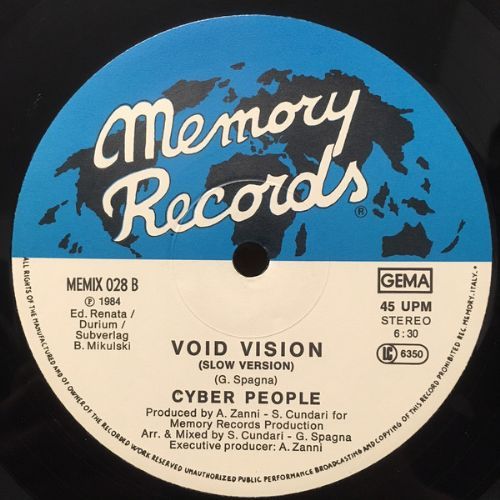 Memory
Records
®
MEMIX 028 B
℗ 1984
Ed. Renata /
Durium /
Subverlag
B. Mikulski
GEMA
45 UPM
STEREO
6:30
LC 6350
VOID VISION
(SLOW VERSION)
(G. Spagna)
CYBER PEOPLE
Produced by A. Zanni - S. Cundari for
Memory Records Production
Arr. & Mixed by S. Cundari - G. Spagna
Executive producer: A. Zanni
ALL RIGHTS OF THE MANUFACTURER AND OF THE OWNER OF THE RECORDED WORK RESERVED UNAUTHORIZED PUBLIC PERFORMANCE BROADCASTING AND COPYING OF THIS RECORD PROHIBITED REC. MEMORY. ITALY. •